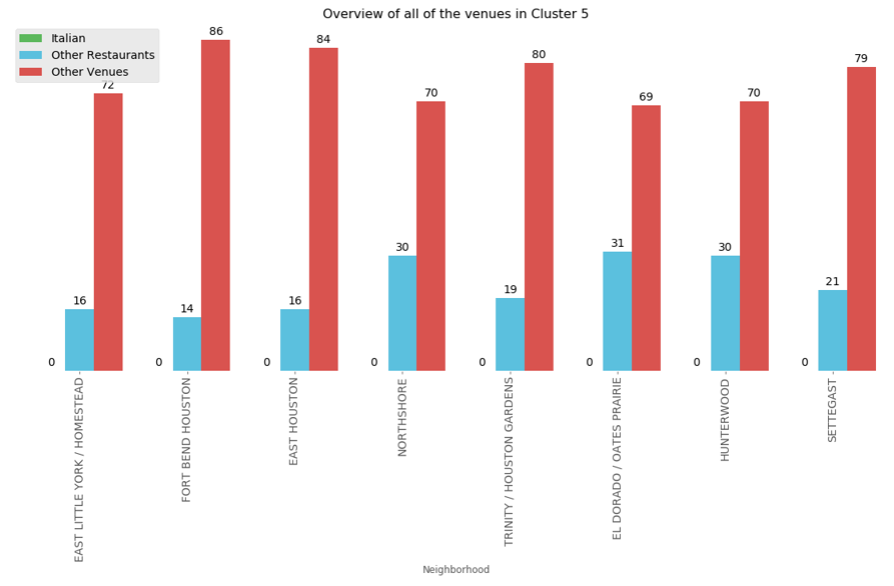 Overview of all of the venues in Cluster 5
Italian
Other Restaurants
Other Venues
0 16 72
0 14 86
0 16 84
0 30 70
0 19 80
0 31 69
0 30 70
0 21 79
EAST LITTLE YORK / HOMESTEAD
FORT BEND HOUSTON
EAST HOUSTON
NORTHSHORE
TRINITY / HOUSTON GARDENS
EL DORADO / OATES PRAIRIE
HUNTERWOOD
SETTEGAST
Neighborhood